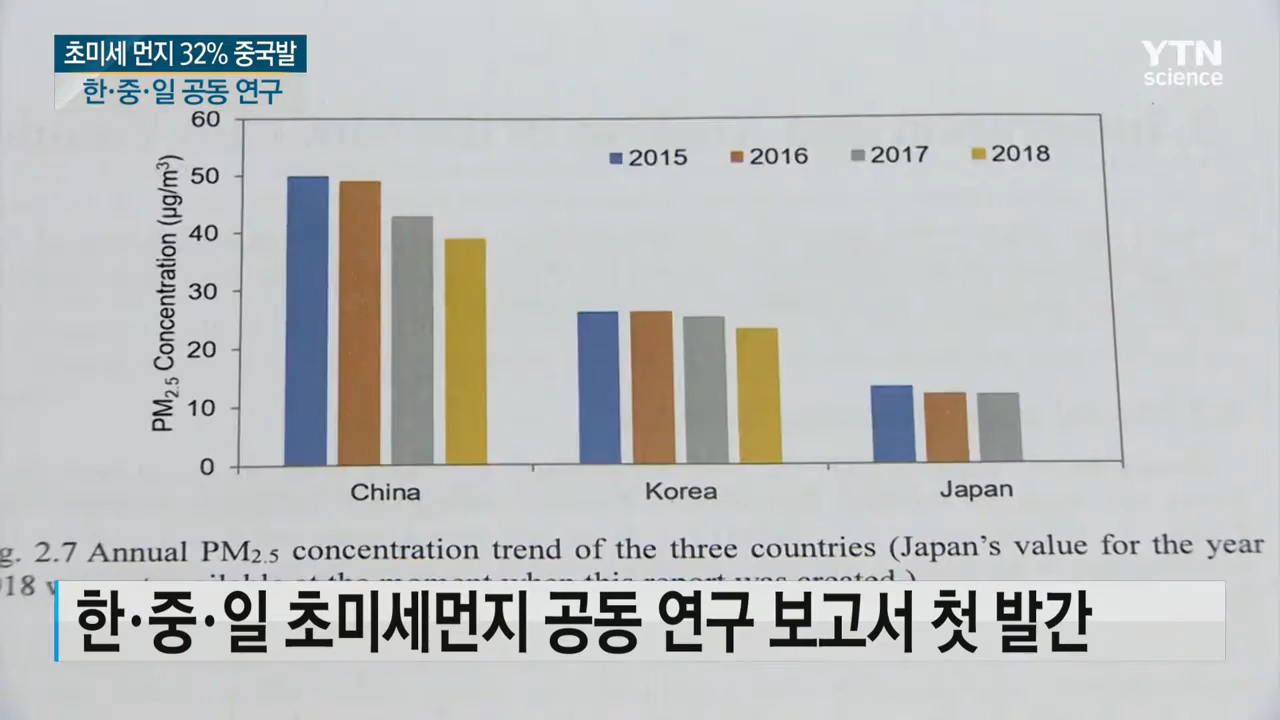 초미세 먼지 32% 중국발
한·중·일 공동 연구
YTN
science
60
50
40
30
20
10
0
PM2.5 Concentration (μg/m³)
2015 2016 2017 2018
China Korea Japan
g. 2.7 Annual PM2.5 concentration trend of the three countries (Japan's value for the year
018
한·중·일 초미세먼지 공동 연구 보고서 첫 발간